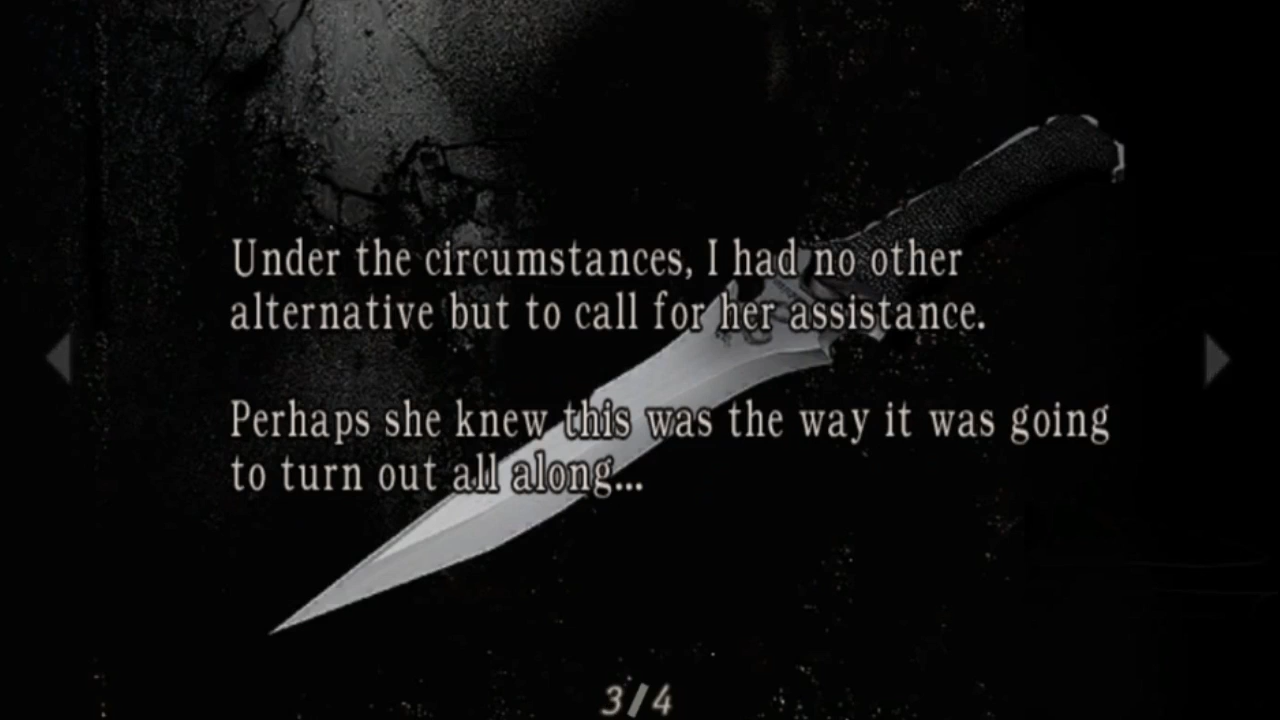 Under the circumstances, I had no other
alternative but to call for her assistance.
Perhaps she knew this was the way it was going
to turn out all along...
3/4